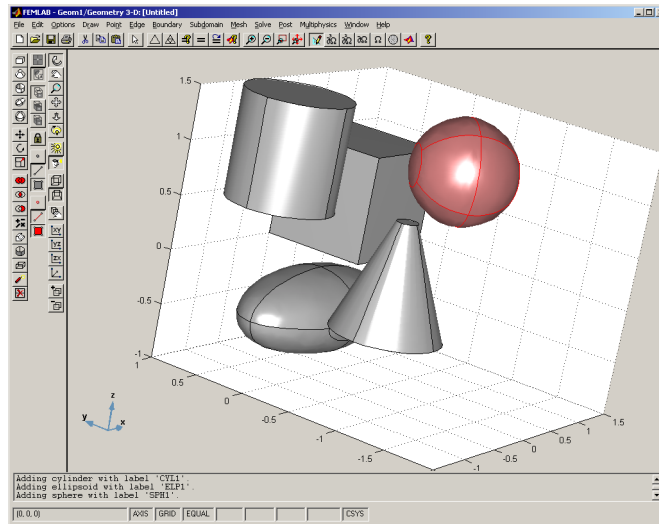 FEMLAB - Geom1/Geometry 3-D: [Untitled]
File Edit Options Draw Point Edge Boundary Subdomain Mesh Solve Post Multiphysics Window Help
1.5
1
0.5
0
-0.5
-1
1
0.5
0
-0.5
-1
-1.5
-1
-0.5
0
0.5
1
1.5
z
y
x
XY
YZ
ZX
Adding cylinder with label 'CYL1'.
Adding ellipsoid with label 'ELP1'.
Adding sphere with label 'SPH1'.
(0, 0, 0) AXIS GRID EQUAL CSYS